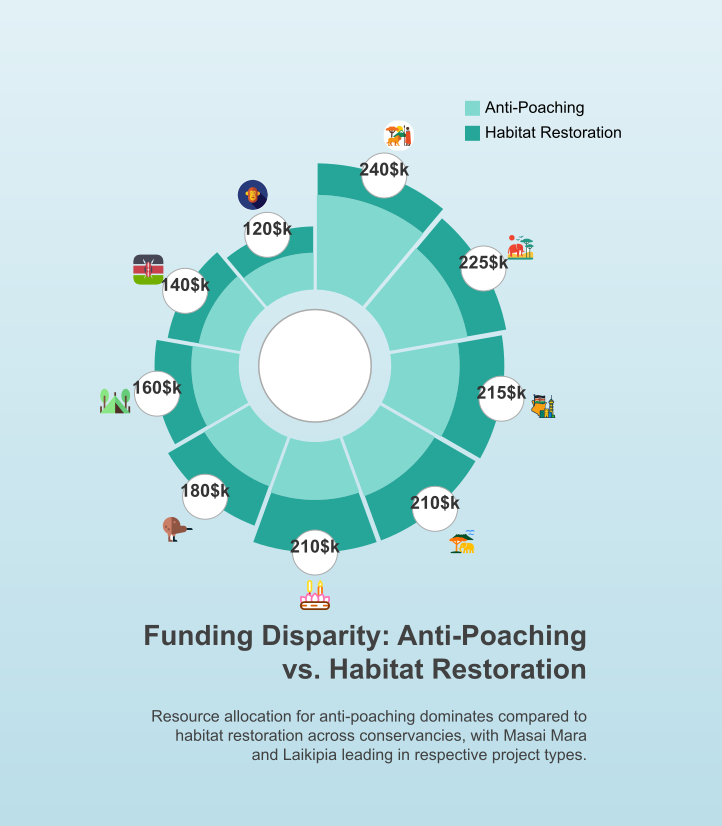 Anti-Poaching
Habitat Restoration
240$k
225$k
215$k
210$k
210$k
180$k
160$k
140$k
120$k
Funding Disparity: Anti-Poaching
vs. Habitat Restoration
Resource allocation for anti-poaching dominates compared to
habitat restoration across conservancies, with Masai Mara
and Laikipia leading in respective project types.